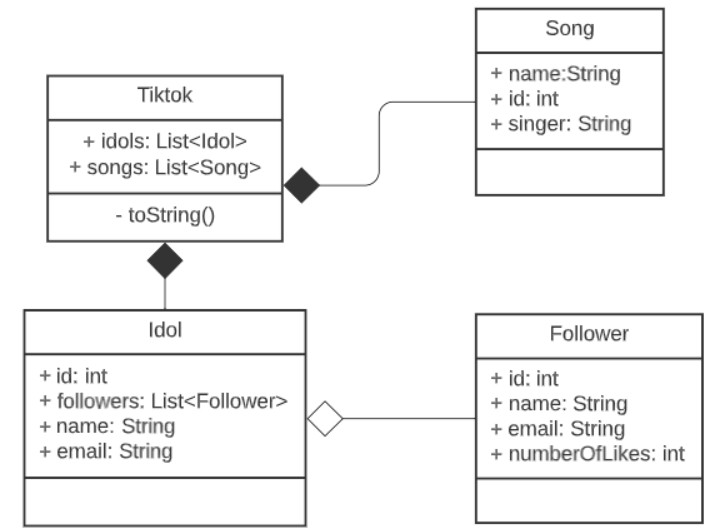 Song
+ name:String
+ id: int
+ singer: String
Tiktok
+ idols: List<Idol>
+ songs: List<Song>
- toString()
Idol
+ id: int
+ followers: List<Follower>
+ name: String
+ email: String
Follower
+ id: int
+ name: String
+ email: String
+ numberOfLikes: int